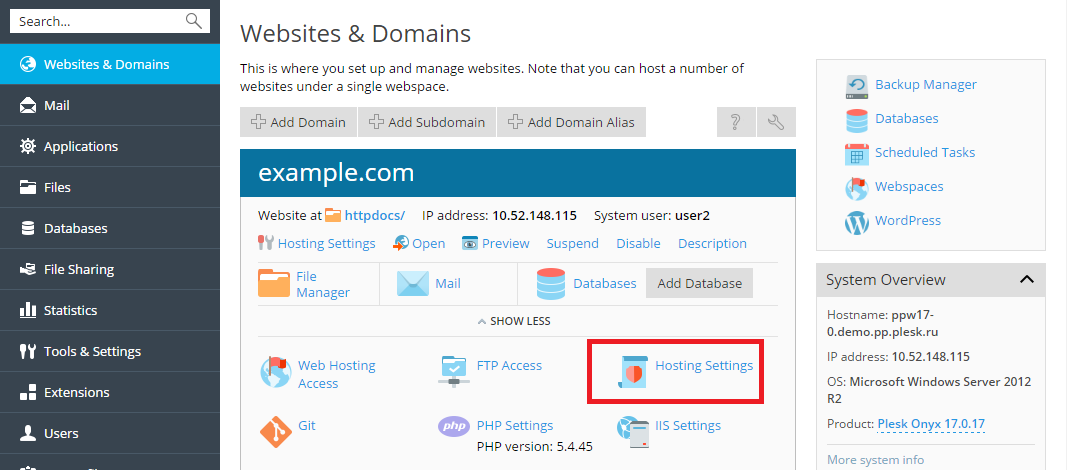 Search...
Websites & Domains
Mail
Applications
Files
Databases
File Sharing
Statistics
Tools & Settings
Extensions
Users
Websites & Domains
This is where you set up and manage websites. Note that you can host a number of
websites under a single webspace.
Add Domain Add Subdomain Add Domain Alias ?
example.com
Website at httpdocs/ IP address: 10.52.148.115 System user: user2
Hosting Settings Open Preview Suspend Disable Description
File
Manager
Mail
Databases
Add Database
SHOW LESS
Web Hosting
Access
FTP Access
Hosting Settings
Git
php
PHP Settings
PHP version: 5.4.45
IIS Settings
Backup Manager
Databases
Scheduled Tasks
Webspaces
WordPress
System Overview
Hostname: ppw17-
0.demo.pp.plesk.ru
IP address: 10.52.148.115
OS: Microsoft Windows Server 2012
R2
Product: Plesk Onyx 17.0.17
More system info